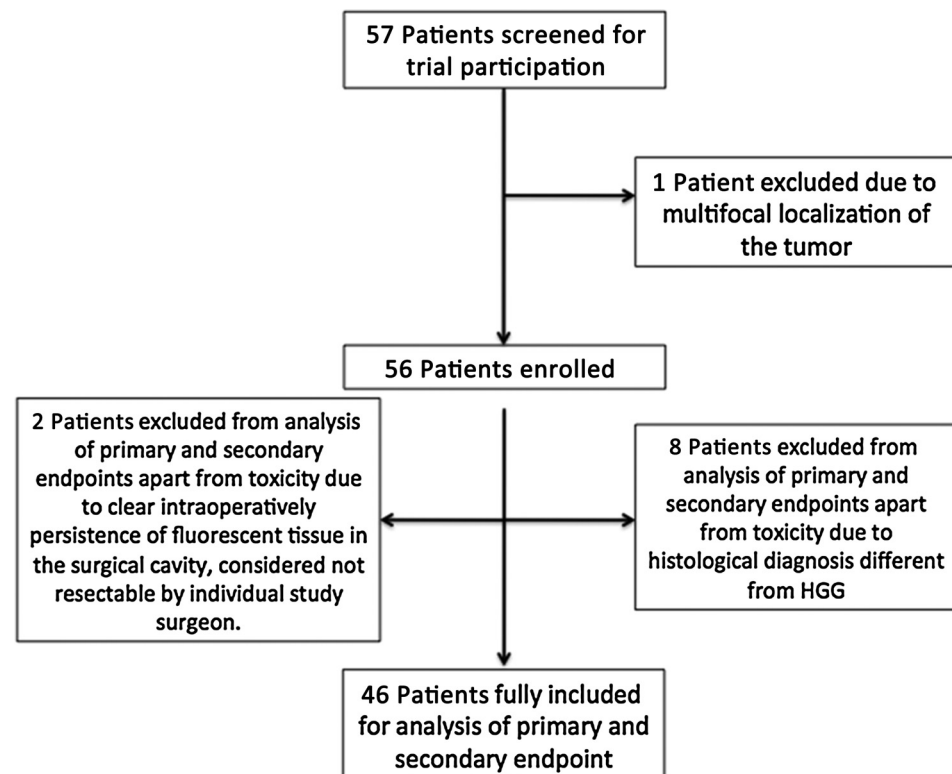 57 Patients screened for
trial participation
1 Patient excluded due to
multifocal localization of
the tumor
56 Patients enrolled
2 Patients excluded from analysis
of primary and secondary
endpoints apart from toxicity due
to clear intraoperatively
persistence of fluorescent tissue in
the surgical cavity, considered not
resectable by individual study
surgeon.
8 Patients excluded from
analysis of primary and
secondary endpoints apart
from toxicity due to
histological diagnosis different
from HGG
46 Patients fully included
for analysis of primary and
secondary endpoint